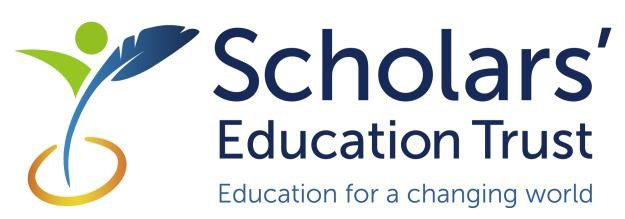 Scholars’
Education Trust
Education for a changing world